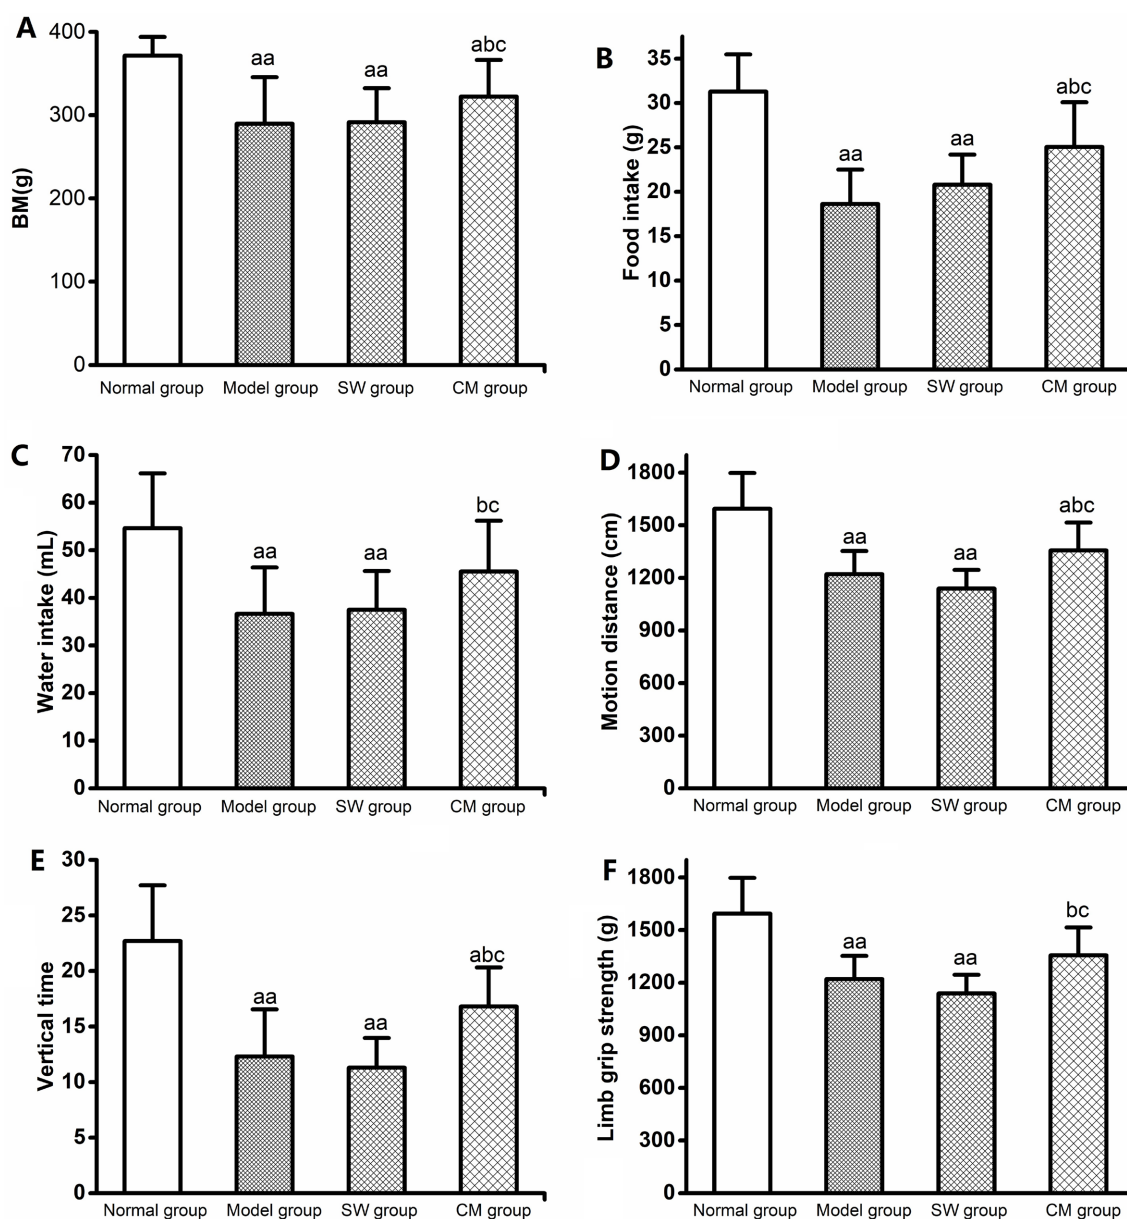 A
BM(g)
400
300
200
100
0
aa
aa
abc
Normal group
Model group
SW group
CM group
B
Food intake (g)
35
30
25
20
15
10
5
0
aa
aa
abc
Normal group
Model group
SW group
CM group
C
Water intake (mL)
70
60
50
40
30
20
10
0
aa
aa
bc
Normal group
Model group
SW group
CM group
D
Motion distance (cm)
1800
1500
1200
900
600
300
0
aa
aa
abc
Normal group
Model group
SW group
CM group
E
Vertical time
30
25
20
15
10
5
0
aa
aa
abc
Normal group
Model group
SW group
CM group
F
Limb grip strength (g)
1800
1500
1200
900
600
300
0
aa
aa
bc
Normal group
Model group
SW group
CM group